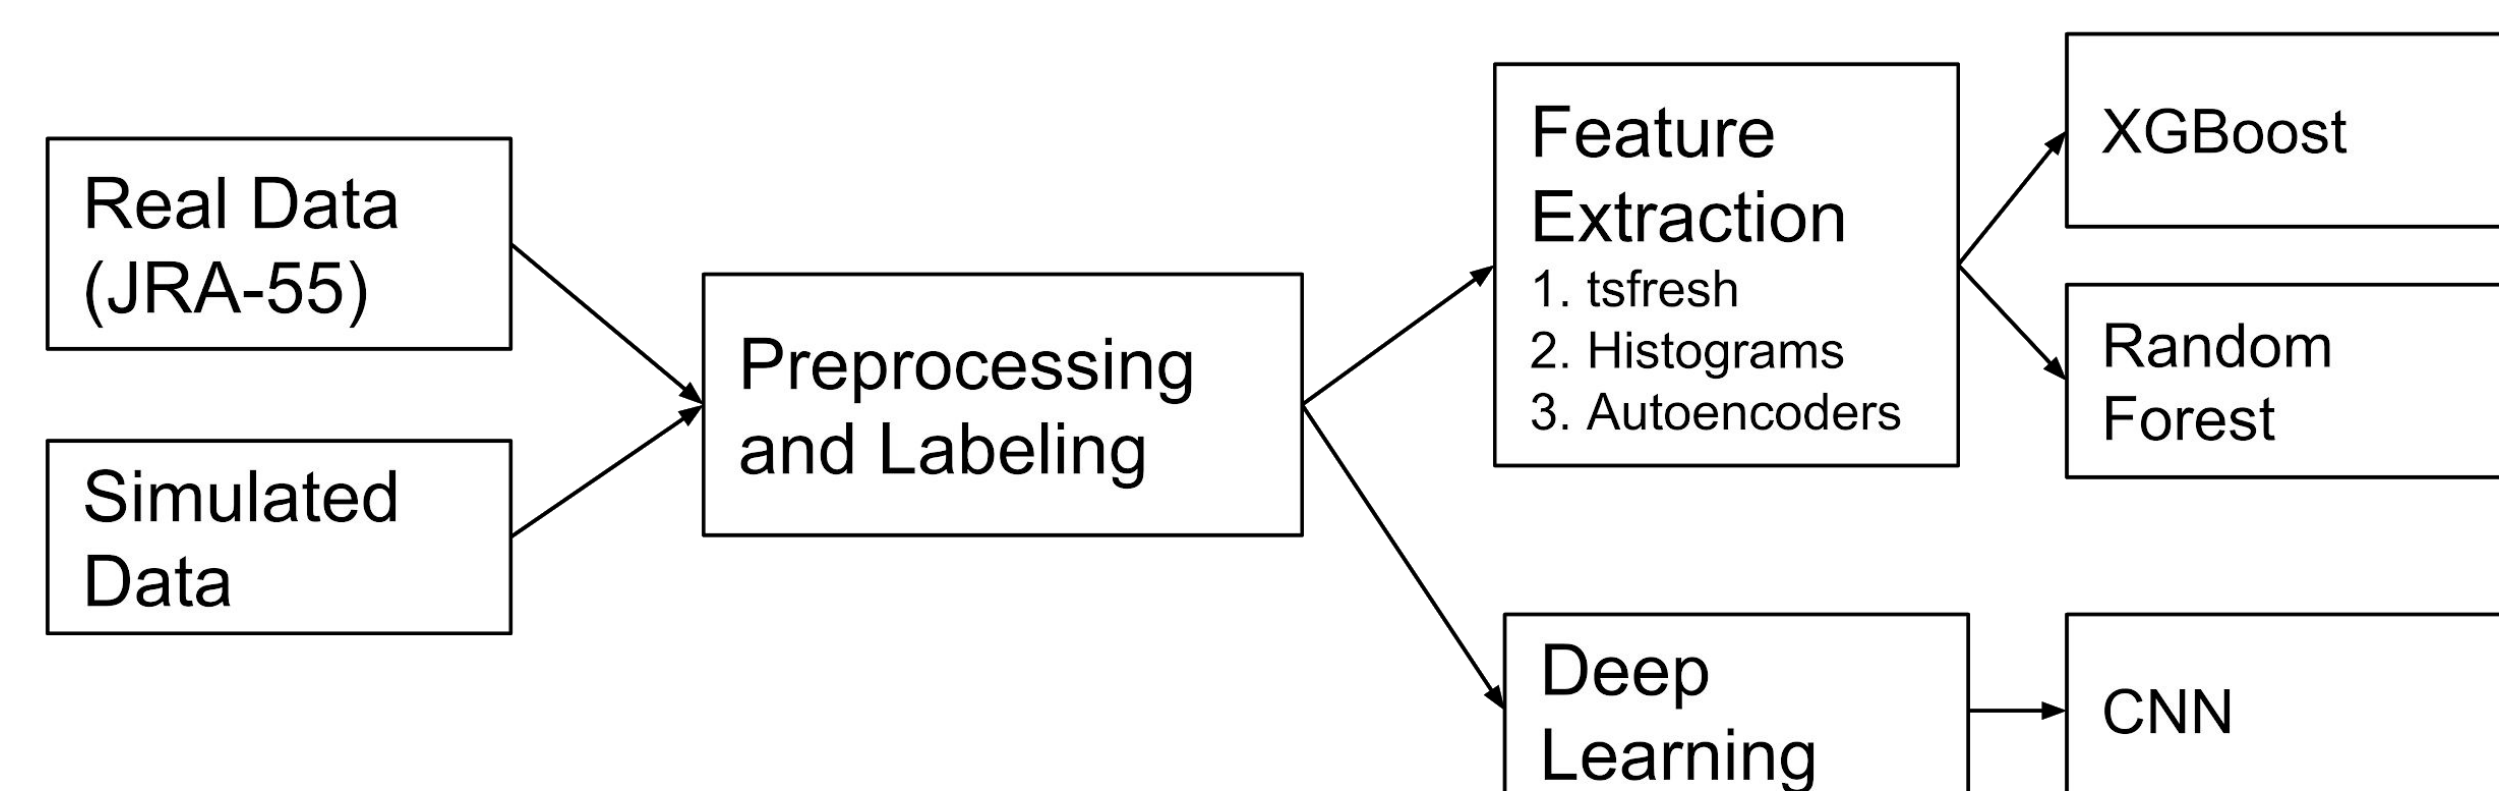 Real Data
(JRA-55)
Simulated
Data
Preprocessing
and Labeling
Feature
Extraction
1. tsfresh
2. Histograms
3. Autoencoders
XGBoost
Random
Forest
Deep
Learning
CNN